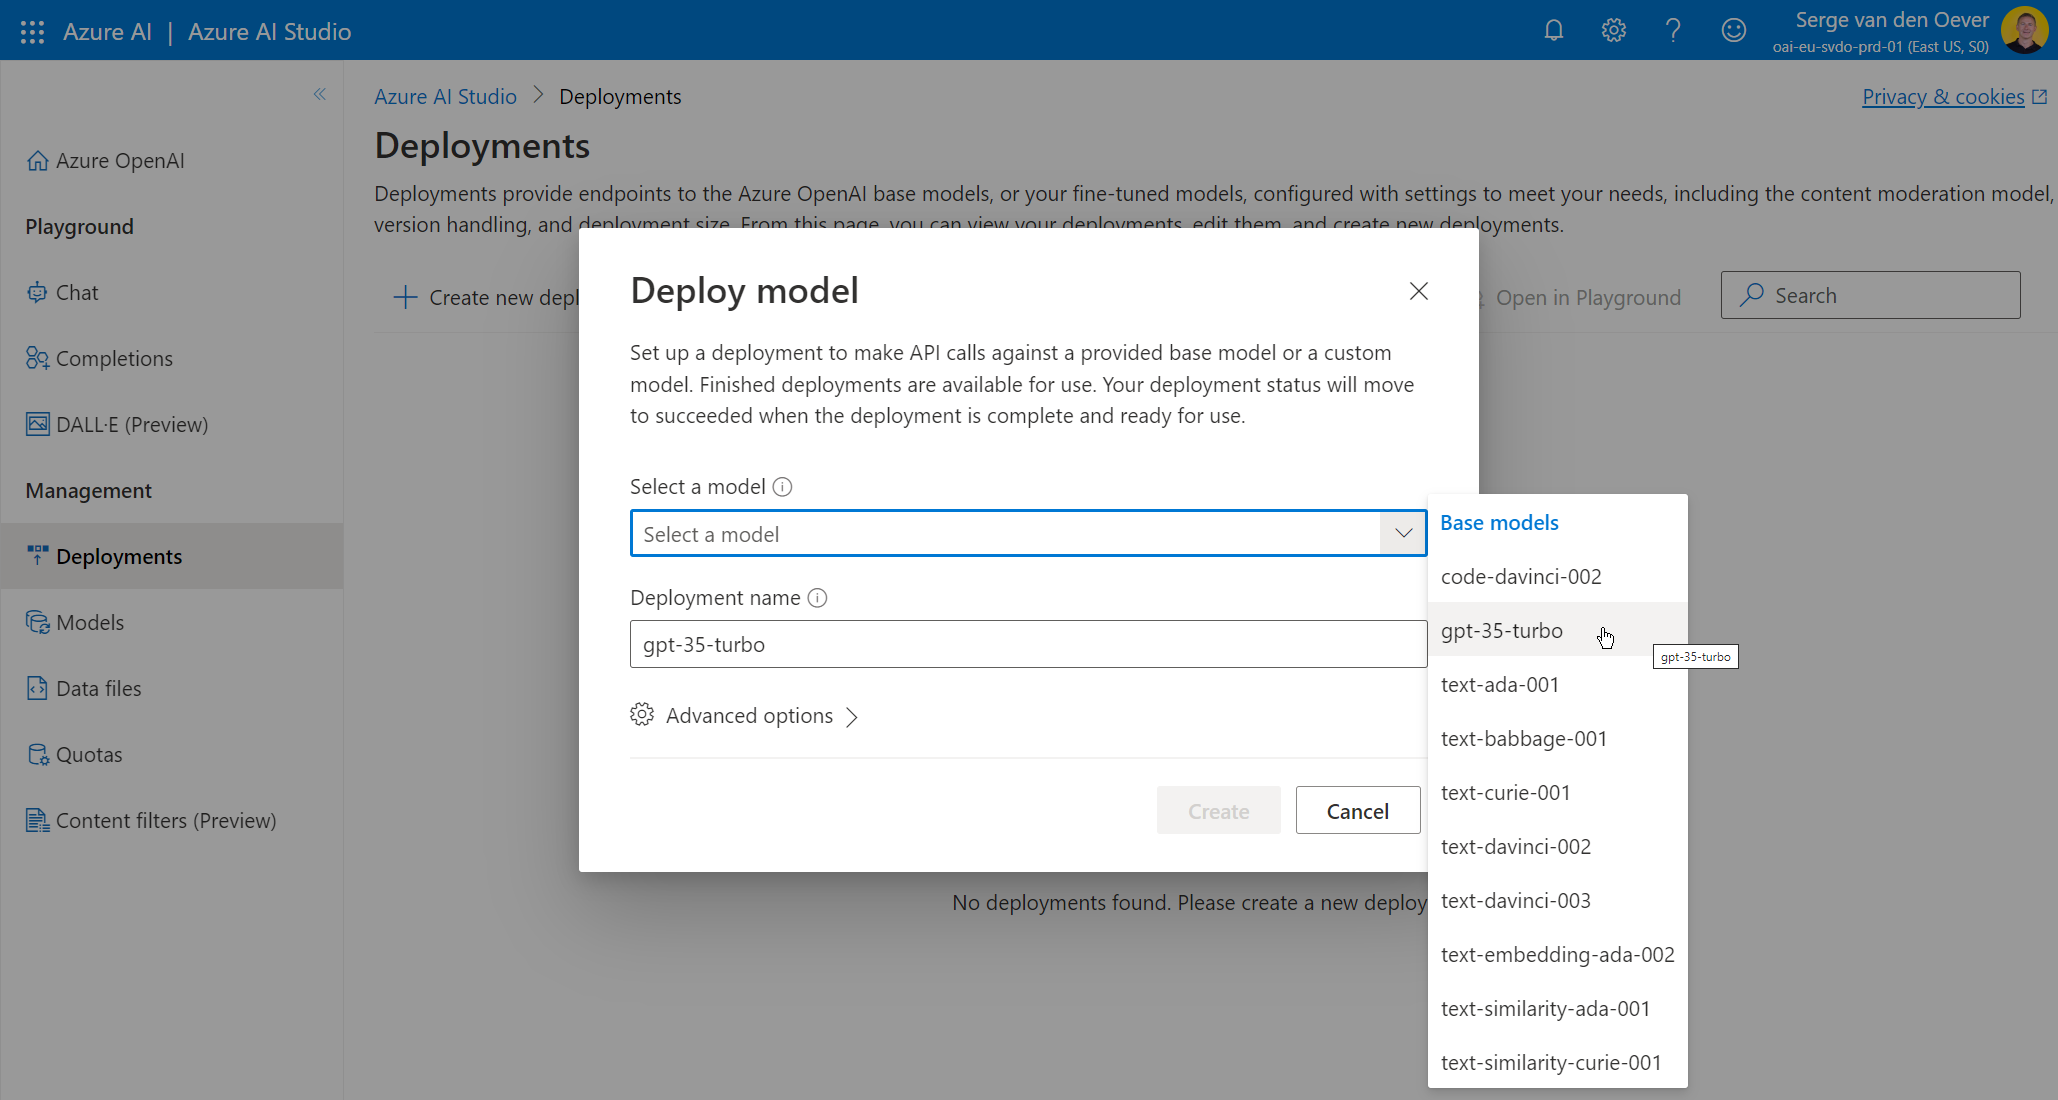 Azure AI | Azure AI Studio
Serge van den Oever
oai-eu-svdo-prd-01 (East US, S0)
Azure OpenAI
Playground
Chat
Completions
DALL·E (Preview)
Management
Deployments
Models
Data files
Quotas
Content filters (Preview)
Azure AI Studio > Deployments
Privacy & cookies
Deployments
Deployments provide endpoints to the Azure OpenAI base models, or your fine-tuned models, configured with settings to meet your needs, including the content moderation model,
version handling, and deployment size. From this page, you can view your deployments, edit them, and create new deployments.
Create new depl
Open in Playground
Search
Deploy model
Set up a deployment to make API calls against a provided base model or a custom
model. Finished deployments are available for use. Your deployment status will move
to succeeded when the deployment is complete and ready for use.
Select a model
Select a model
Deployment name
gpt-35-turbo
Advanced options
Create
Cancel
Base models
code-davinci-002
gpt-35-turbo
gpt-35-turbo
text-ada-001
text-babbage-001
text-curie-001
text-davinci-002
text-davinci-003
text-embedding-ada-002
text-similarity-ada-001
text-similarity-curie-001
No deployments found. Please create a new deploy